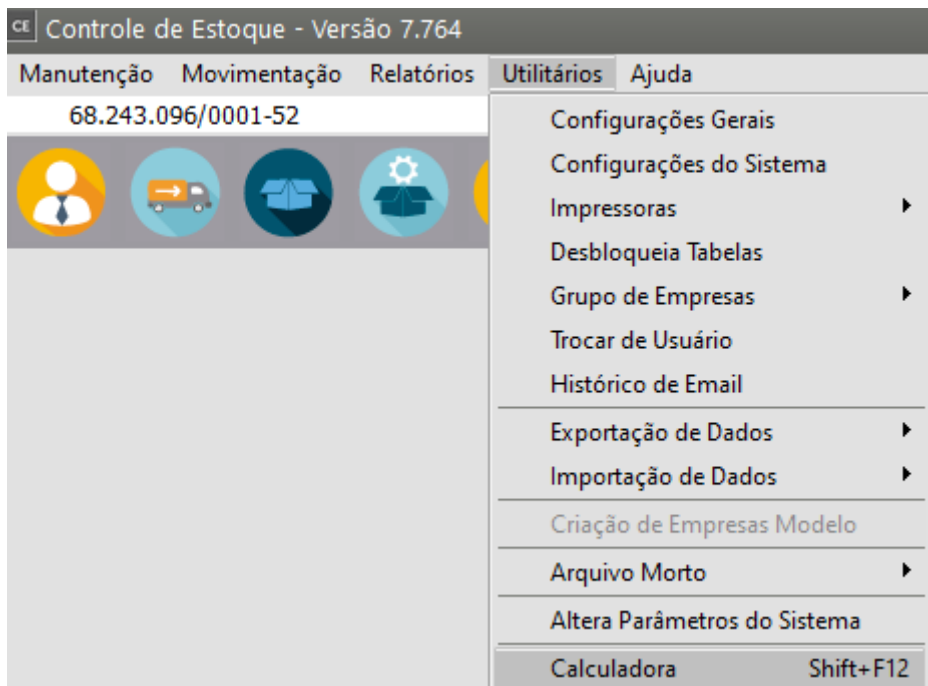 CE Controle de Estoque - Versão 7.764
Manutenção Movimentação Relatórios Utilitários Ajuda
68.243.096/0001-52
Configurações Gerais
Configurações do Sistema
Impressoras
Desbloqueia Tabelas
Grupo de Empresas
Trocar de Usuário
Histórico de Email
Exportação de Dados
Importação de Dados
Criação de Empresas Modelo
Arquivo Morto
Altera Parâmetros do Sistema
Calculadora Shift+F12